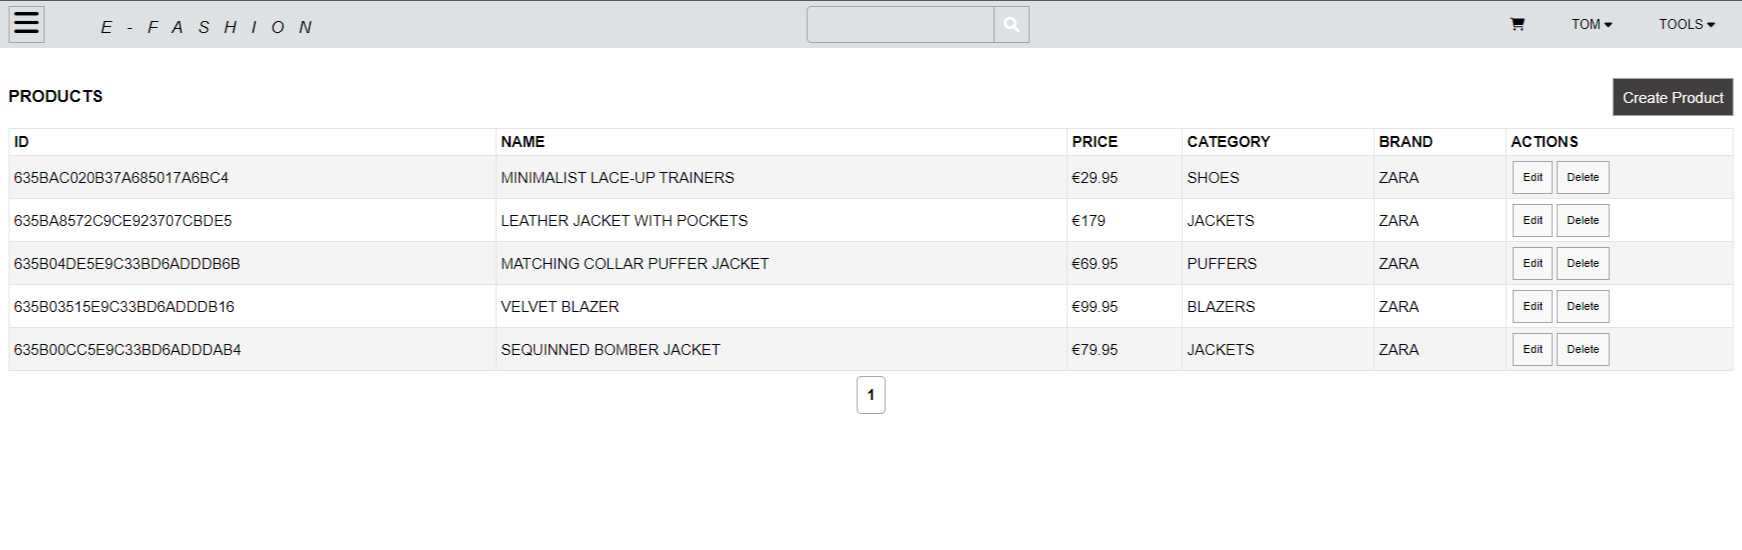 E - F A S H I O N
TOM TOOLS
PRODUCTS
Create Product
ID NAME PRICE CATEGORY BRAND ACTIONS
635BAC020B37A685017A6BC4 MINIMALIST LACE-UP TRAINERS €29.95 SHOES ZARA Edit Delete
635BA8572C9CE923707CBDE5 LEATHER JACKET WITH POCKETS €179 JACKETS ZARA Edit Delete
635B04DE5E9C33BD6ADDDB6B MATCHING COLLAR PUFFER JACKET €69.95 PUFFERS ZARA Edit Delete
635B03515E9C33BD6ADDDB16 VELVET BLAZER €99.95 BLAZERS ZARA Edit Delete
635B00CC5E9C33BD6ADDDAB4 SEQUINNED BOMBER JACKET €79.95 JACKETS ZARA Edit Delete
1